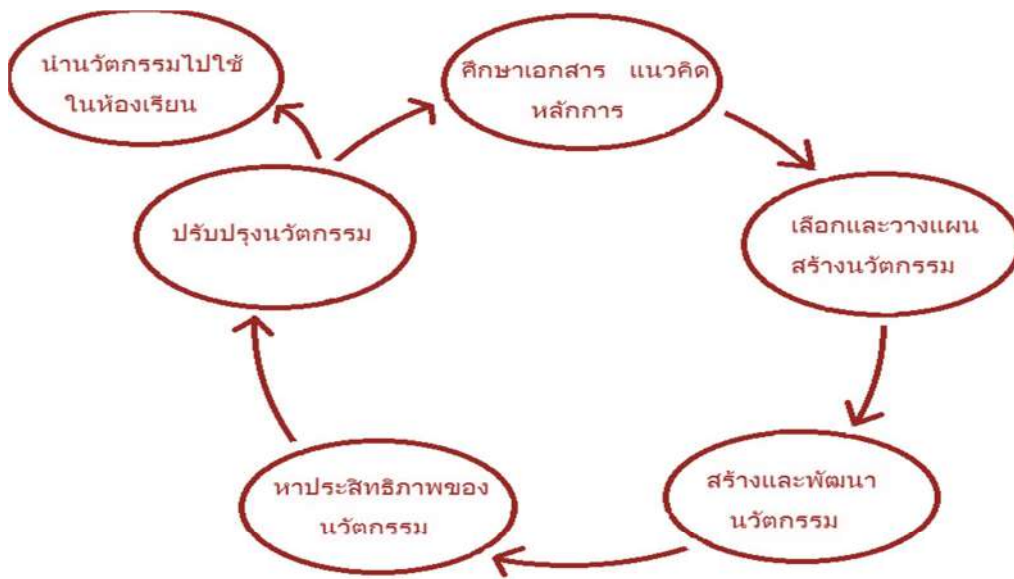 นำนวัตกรรมไปใช้
ในห้องเรียน
ศึกษาเอกสาร แนวคิด
หลักการ
ปรับปรุงนวัตกรรม
เลือกและวางแผน
สร้างนวัตกรรม
หาประสิทธิภาพของ
นวัตกรรม
สร้างและพัฒนา
นวัตกรรม